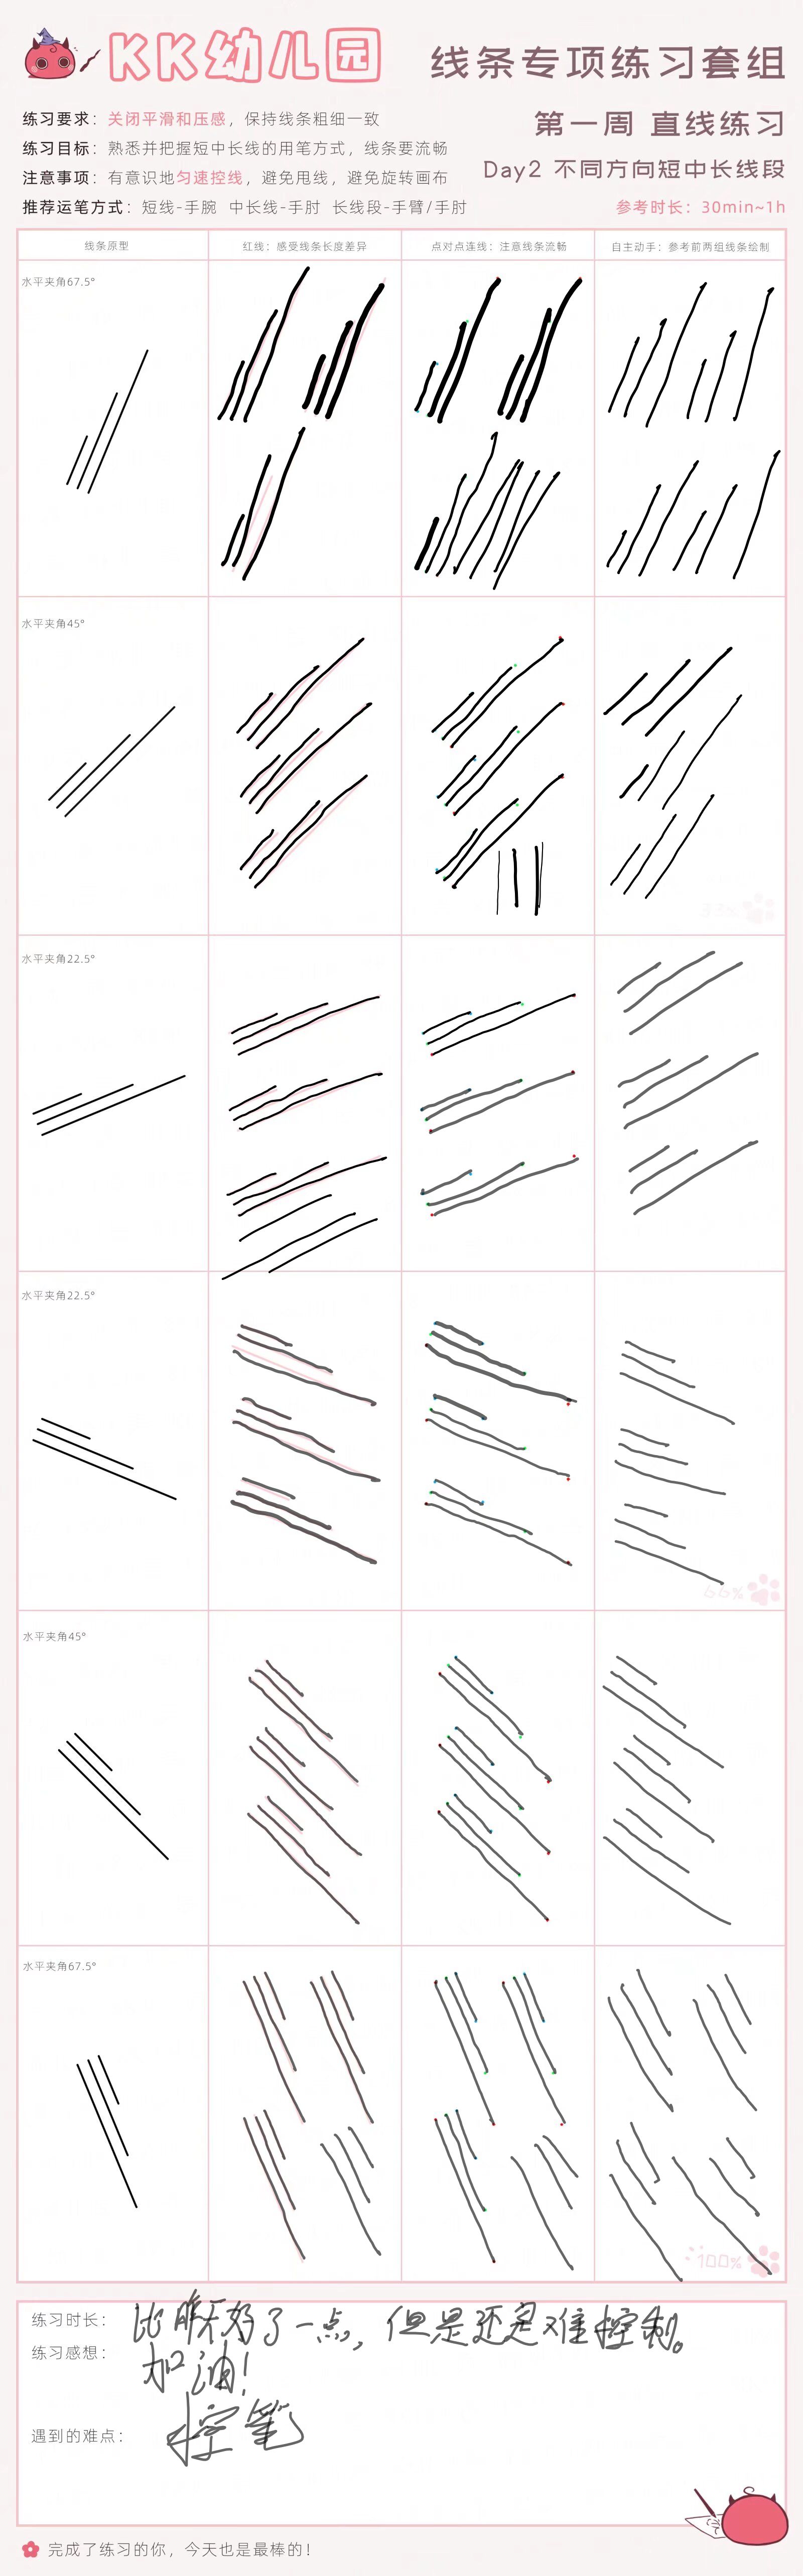 KK幼儿园
线条专项练习套组
第一周 直线练习
Day2 不同方向短中长线段
参考时长：30min~1h
练习要求：关闭平滑和压感，保持线条粗细一致
练习目标：熟悉并把握短中长线的用笔方式，线条要流畅
注意事项：有意识地匀速控线，避免甩线，避免旋转画布
推荐运笔方式：短线-手腕 中长线-手肘 长线段-手臂/手肘
线条原型
红线：感受线条长度差异
点对点连线：注意线条流畅
自主动手：参考前两组线条绘制
水平夹角67.5°
水平夹角45°
33%
水平夹角22.5°
水平夹角22.5°
66%
水平夹角45°
水平夹角67.5°
100%
练习时长：
练习感想：
比昨天好了一点，但是还是难控制。
加油！
遇到的难点：
控笔
完成了练习的你，今天也是最棒的！